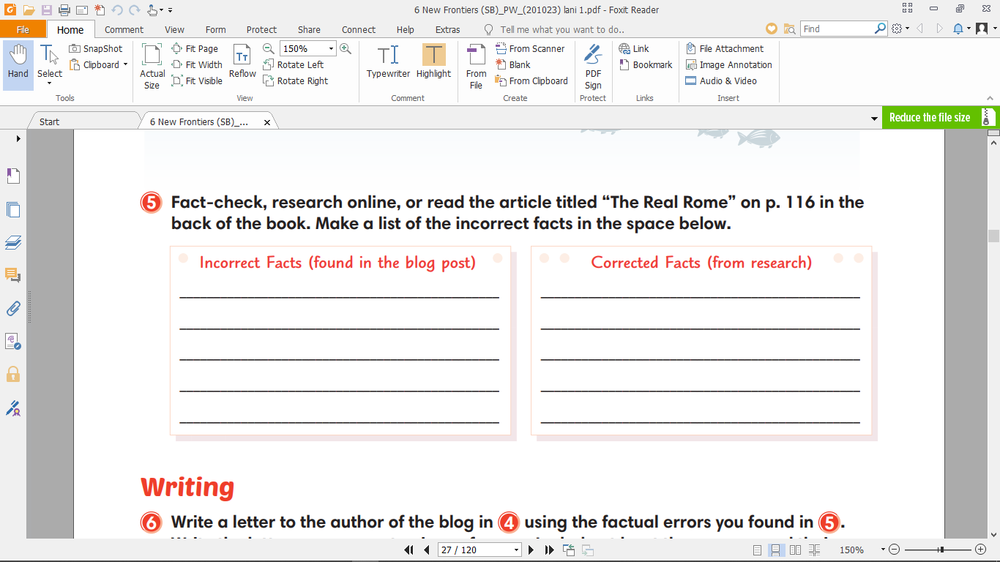 6 New Frontiers (SB)_PW_(201023) lani 1.pdf - Foxit Reader
File Home Comment View Form Protect Share Connect Help Extras Tell me what you want to do.. Find
Hand
Select
SnapShot
Clipboard
Tools
Actual Size
Fit Page
Fit Width
Fit Visible
Reflow
150%
Rotate Left
Rotate Right
View
Typewriter
Highlight
Comment
From File
From Scanner
Blank
From Clipboard
Create
PDF Sign
Protect
Link
Bookmark
Links
File Attachment
Image Annotation
Audio & Video
Insert
Start
6 New Frontiers (SB)_...
Reduce the file size
5 Fact-check, research online, or read the article titled “The Real Rome” on p. 116 in the
back of the book. Make a list of the incorrect facts in the space below.
Incorrect Facts (found in the blog post)
Corrected Facts (from research)
Writing
6 Write a letter to the author of the blog in 4 using the factual errors you found in 5.
27 / 120
150%